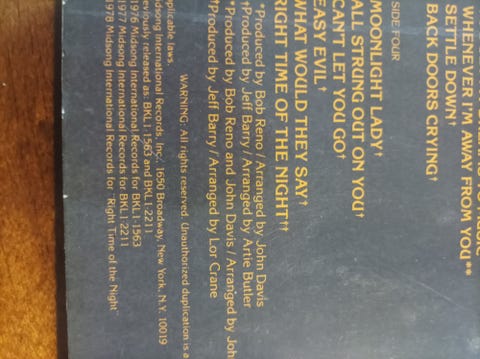 WHENEVER I'M AWAY FROM YOU**
SETTLE DOWN†
BACK DOORS CRYING†
SIDE FOUR
MOONLIGHT LADY†
ALL STRUNG OUT ON YOU†
CAN'T LET YOU GO†
EASY EVIL†
WHAT WOULD THEY SAY†
RIGHT TIME OF THE NIGHT††
*Produced by Bob Reno / Arranged by John Davis
†Produced by Jeff Barry / Arranged by Artie Butler
*Produced by Bob Reno and John Davis / Arranged by John
Produced by Jeff Barry / Arranged by Lor Crane
WARNING: All rights reserved. Unauthorized duplication is a
plicable laws.
idsong International Records, Inc., 1650 Broadway, New York, N.Y. 10019
eviously released as: BKL1-1563 and BKL1-2211
1976 Midsong International Records for BKL1-1563
1977 Midsong International Records for BKL1-2211
1978 Midsong International Records for "Right Time of the Night"